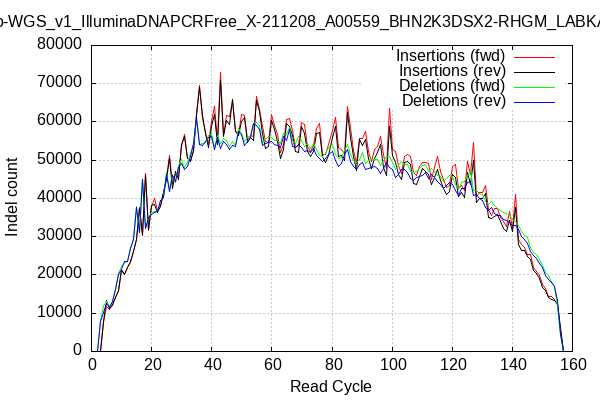 o-WGS_v1_IlluminaDNAPCRFree_X-211208_A00559_BHN2K3DSX2-RHGM_LABKA
Insertions (fwd)
Insertions (rev)
Deletions (fwd)
Deletions (rev)
80000
70000
60000
50000
40000
30000
20000
10000
0
Indel count
0 20 40 60 80 100 120 140 160
Read Cycle